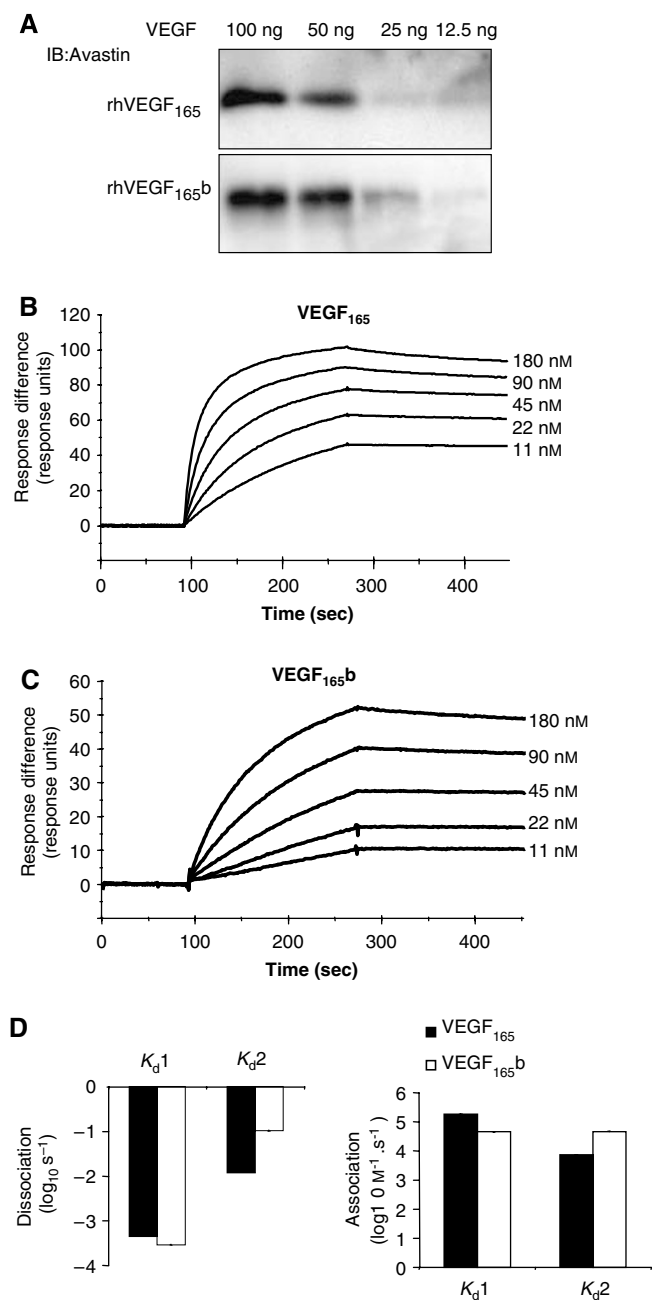 A
VEGF 100 ng 50 ng 25 ng 12.5 ng
IB:Avastin
rhVEGF165
rhVEGF165b
B
VEGF165
Response difference
(response units)
120
100
80
60
40
20
0
180 nM
90 nM
45 nM
22 nM
11 nM
0 100 200 300 400
Time (sec)
C
VEGF165b
Response difference
(response units)
60
50
40
30
20
10
0
180 nM
90 nM
45 nM
22 nM
11 nM
0 100 200 300 400
Time (sec)
D
Kd1 Kd2
Dissociation
(log10 s−1)
0
−1
−2
−3
−4
VEGF165
VEGF165b
Association
(log1 0 M-1 .s-1)
6
5
4
3
2
1
0
Kd1 Kd2